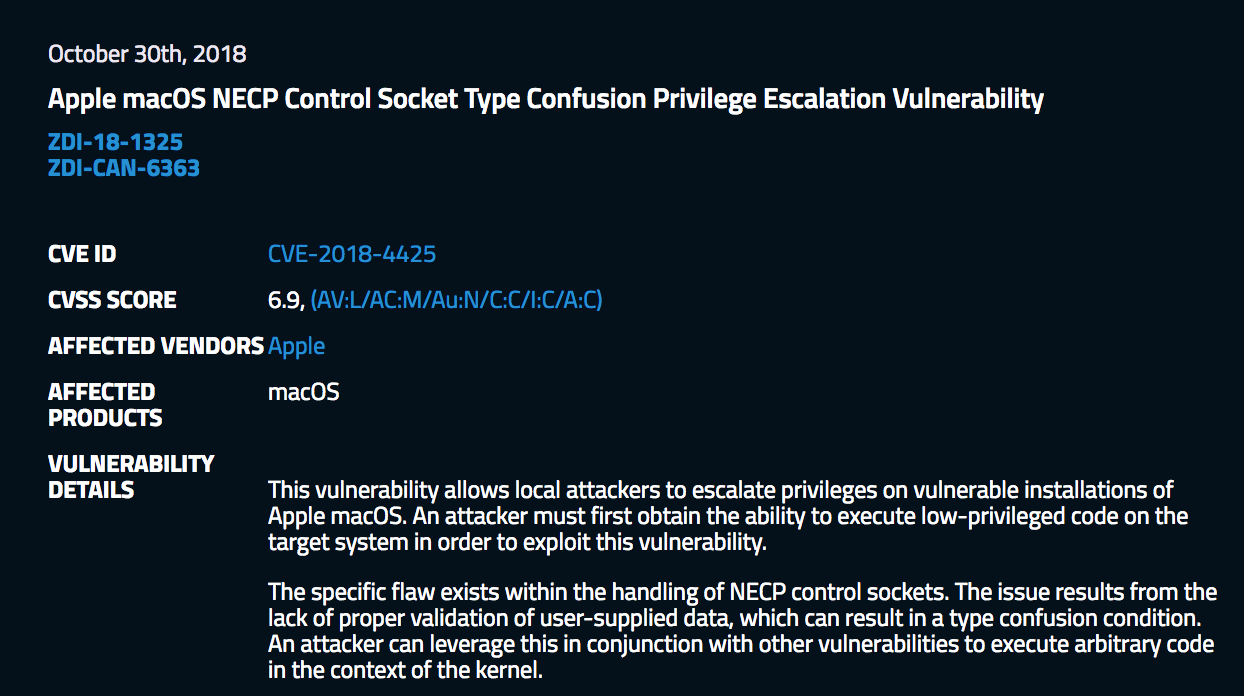 October 30th, 2018
Apple macOS NECP Control Socket Type Confusion Privilege Escalation Vulnerability
ZDI-18-1325
ZDI-CAN-6363
CVE ID CVE-2018-4425
CVSS SCORE 6.9, (AV:L/AC:M/Au:N/C:C/I:C/A:C)
AFFECTED VENDORS Apple
AFFECTED macOS
PRODUCTS
VULNERABILITY
DETAILS This vulnerability allows local attackers to escalate privileges on vulnerable installations of
Apple macOS. An attacker must first obtain the ability to execute low-privileged code on the
target system in order to exploit this vulnerability.
The specific flaw exists within the handling of NECP control sockets. The issue results from the
lack of proper validation of user-supplied data, which can result in a type confusion condition.
An attacker can leverage this in conjunction with other vulnerabilities to execute arbitrary code
in the context of the kernel.